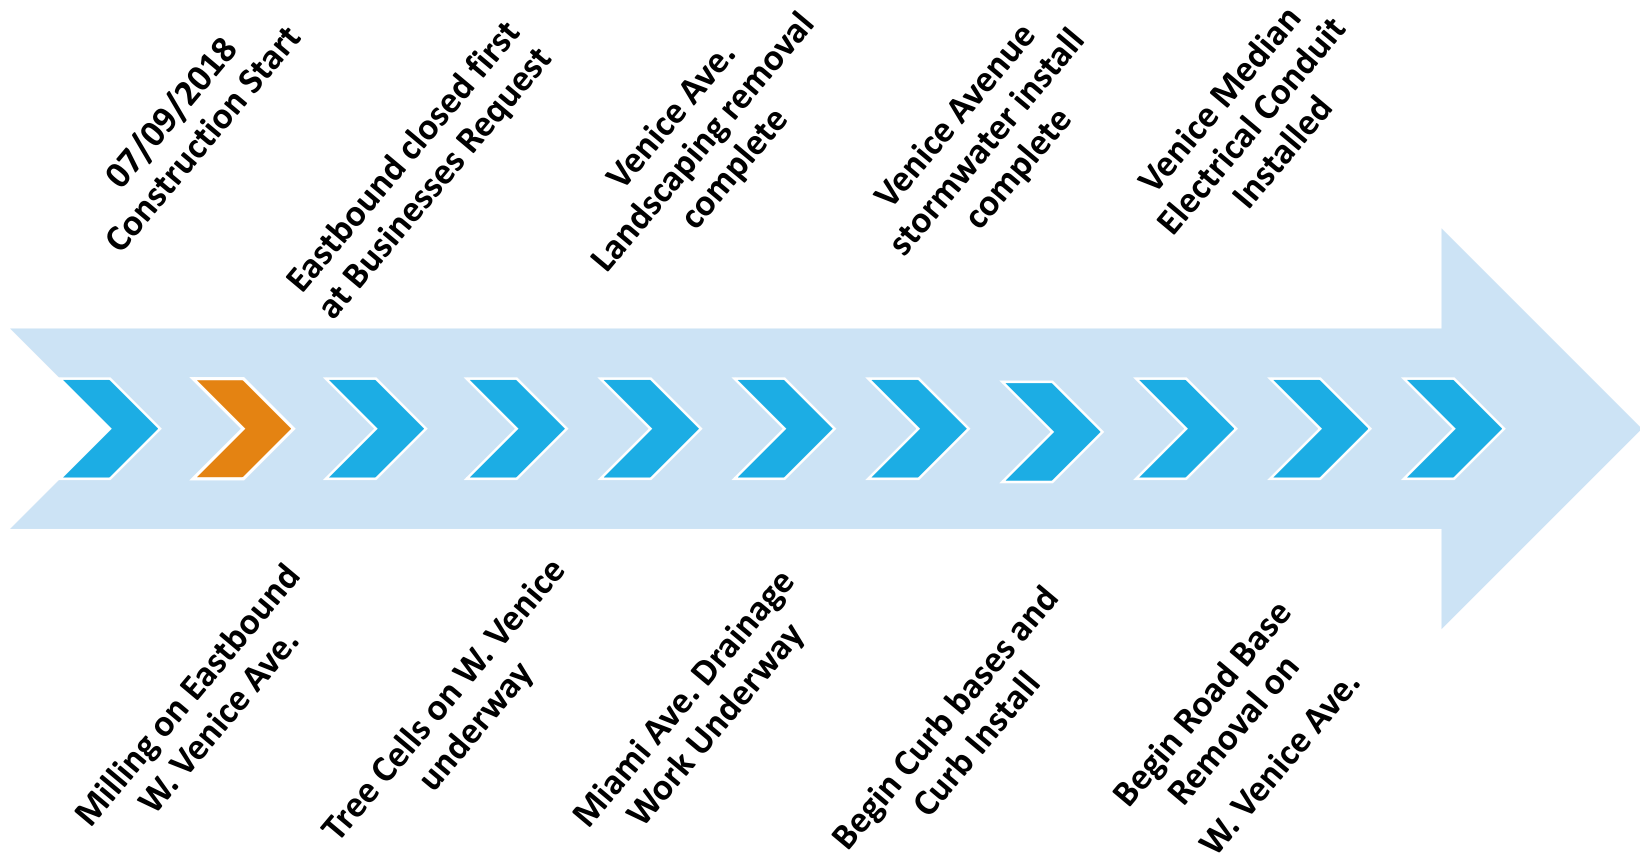 07/09/2018
Construction Start
Eastbound closed first
at Businesses Request
Venice Ave.
Landscaping removal
complete
Venice Avenue
stormwater install
complete
Venice Median
Electrical Conduit
Installed
Milling on Eastbound
W. Venice Ave.
Tree Cells on W. Venice
underway
Miami Ave. Drainage
Work Underway
Begin Curb bases and
Curb Install
Begin Road Base
Removal on
W. Venice Ave.